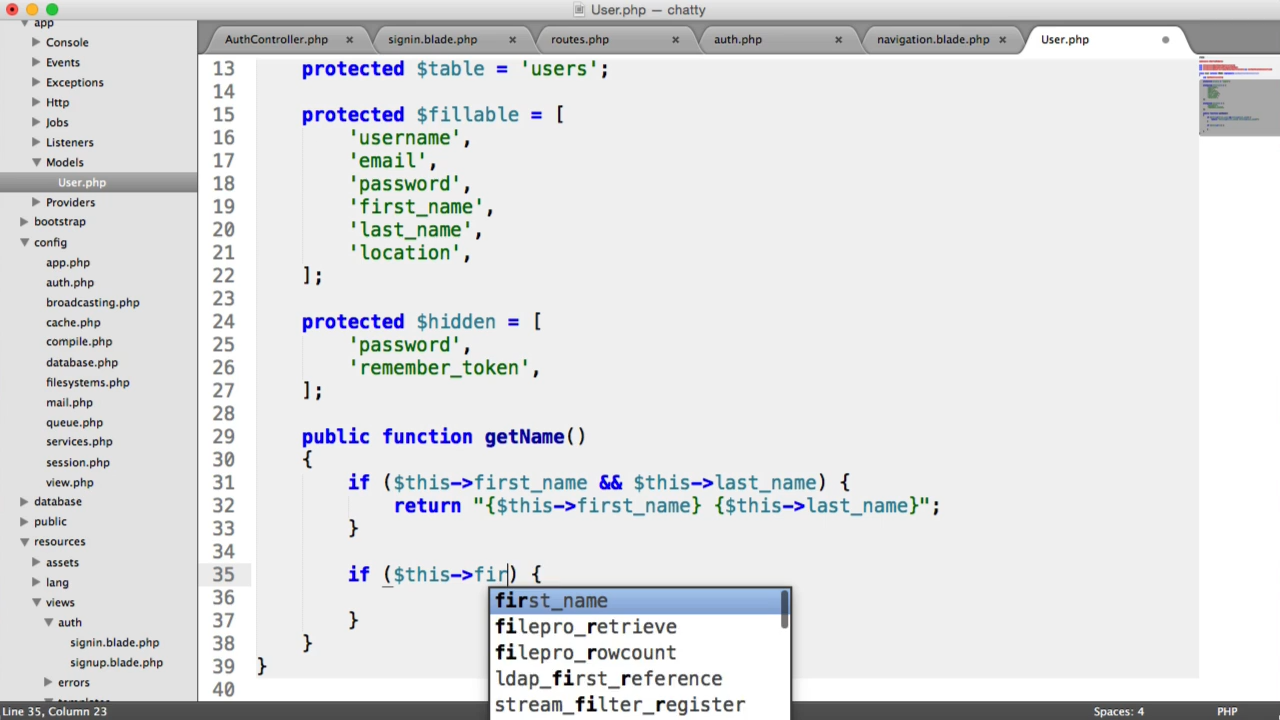 User.php — chatty
app
Console
Events
Exceptions
Http
Jobs
Listeners
Models
User.php
Providers
bootstrap
config
app.php
auth.php
broadcasting.php
cache.php
compile.php
database.php
filesystems.php
mail.php
queue.php
services.php
session.php
view.php
database
public
resources
assets
lang
views
auth
signin.blade.php
signup.blade.php
errors
AuthController.php × signin.blade.php × routes.php × auth.php × navigation.blade.php × User.php
13 protected $table = 'users';
14
15 protected $fillable = [
16 'username',
17 'email',
18 'password',
19 'first_name',
20 'last_name',
21 'location',
22 ];
23
24 protected $hidden = [
25 'password',
26 'remember_token',
27 ];
28
29 public function getName()
30 {
31 if ($this->first_name && $this->last_name) {
32 return "{$this->first_name} {$this->last_name}";
33 }
34
35 if ($this->fir) {
36
37 }
38 }
39 }
40
first_name
filepro_retrieve
filepro_rowcount
ldap_first_reference
stream_filter_register
Line 35, Column 23 Spaces: 4 PHP